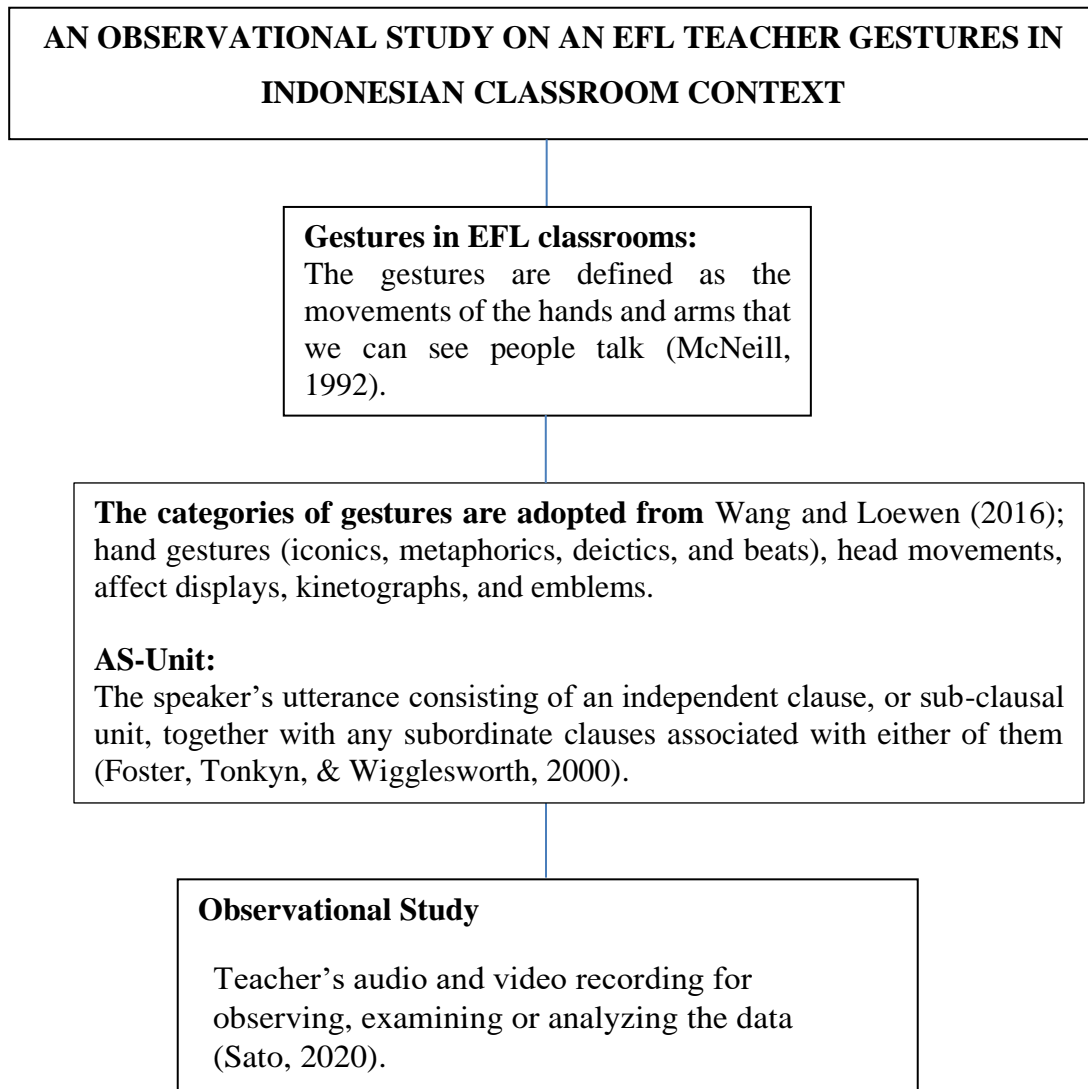 AN OBSERVATIONAL STUDY ON AN EFL TEACHER GESTURES IN
INDONESIAN CLASSROOM CONTEXT
Gestures in EFL classrooms:
The gestures are defined as the
movements of the hands and arms that
we can see people talk (McNeill,
1992).
The categories of gestures are adopted from Wang and Loewen (2016);
hand gestures (iconics, metaphorics, deictics, and beats), head movements,
affect displays, kinetographs, and emblems.
AS-Unit:
The speaker’s utterance consisting of an independent clause, or sub-clausal
unit, together with any subordinate clauses associated with either of them
(Foster, Tonkyn, & Wigglesworth, 2000).
Observational Study
Teacher’s audio and video recording for
observing, examining or analyzing the data
(Sato, 2020).